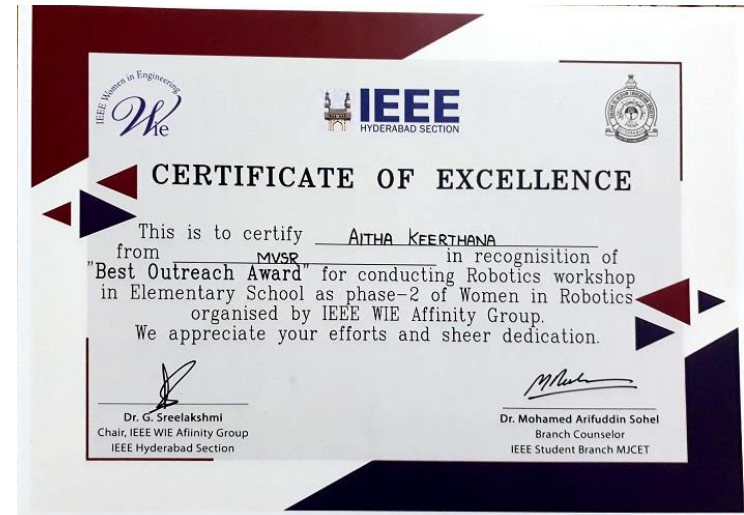 IEEE Women in Engineering
Wie
IEEE
HYDERABAD SECTION
CERTIFICATE OF EXCELLENCE
This is to certify AITHA KEERTHANA
from MVSR in recognisition of
"Best Outreach Award" for conducting Robotics workshop
in Elementary School as phase-2 of Women in Robotics
organised by IEEE WIE Affinity Group.
We appreciate your efforts and sheer dedication.
Dr. G. Sreelakshmi
Chair, IEEE WIE Afiinity Group
IEEE Hyderabad Section
Dr. Mohamed Arifuddin Sohel
Branch Counselor
IEEE Student Branch MJCET